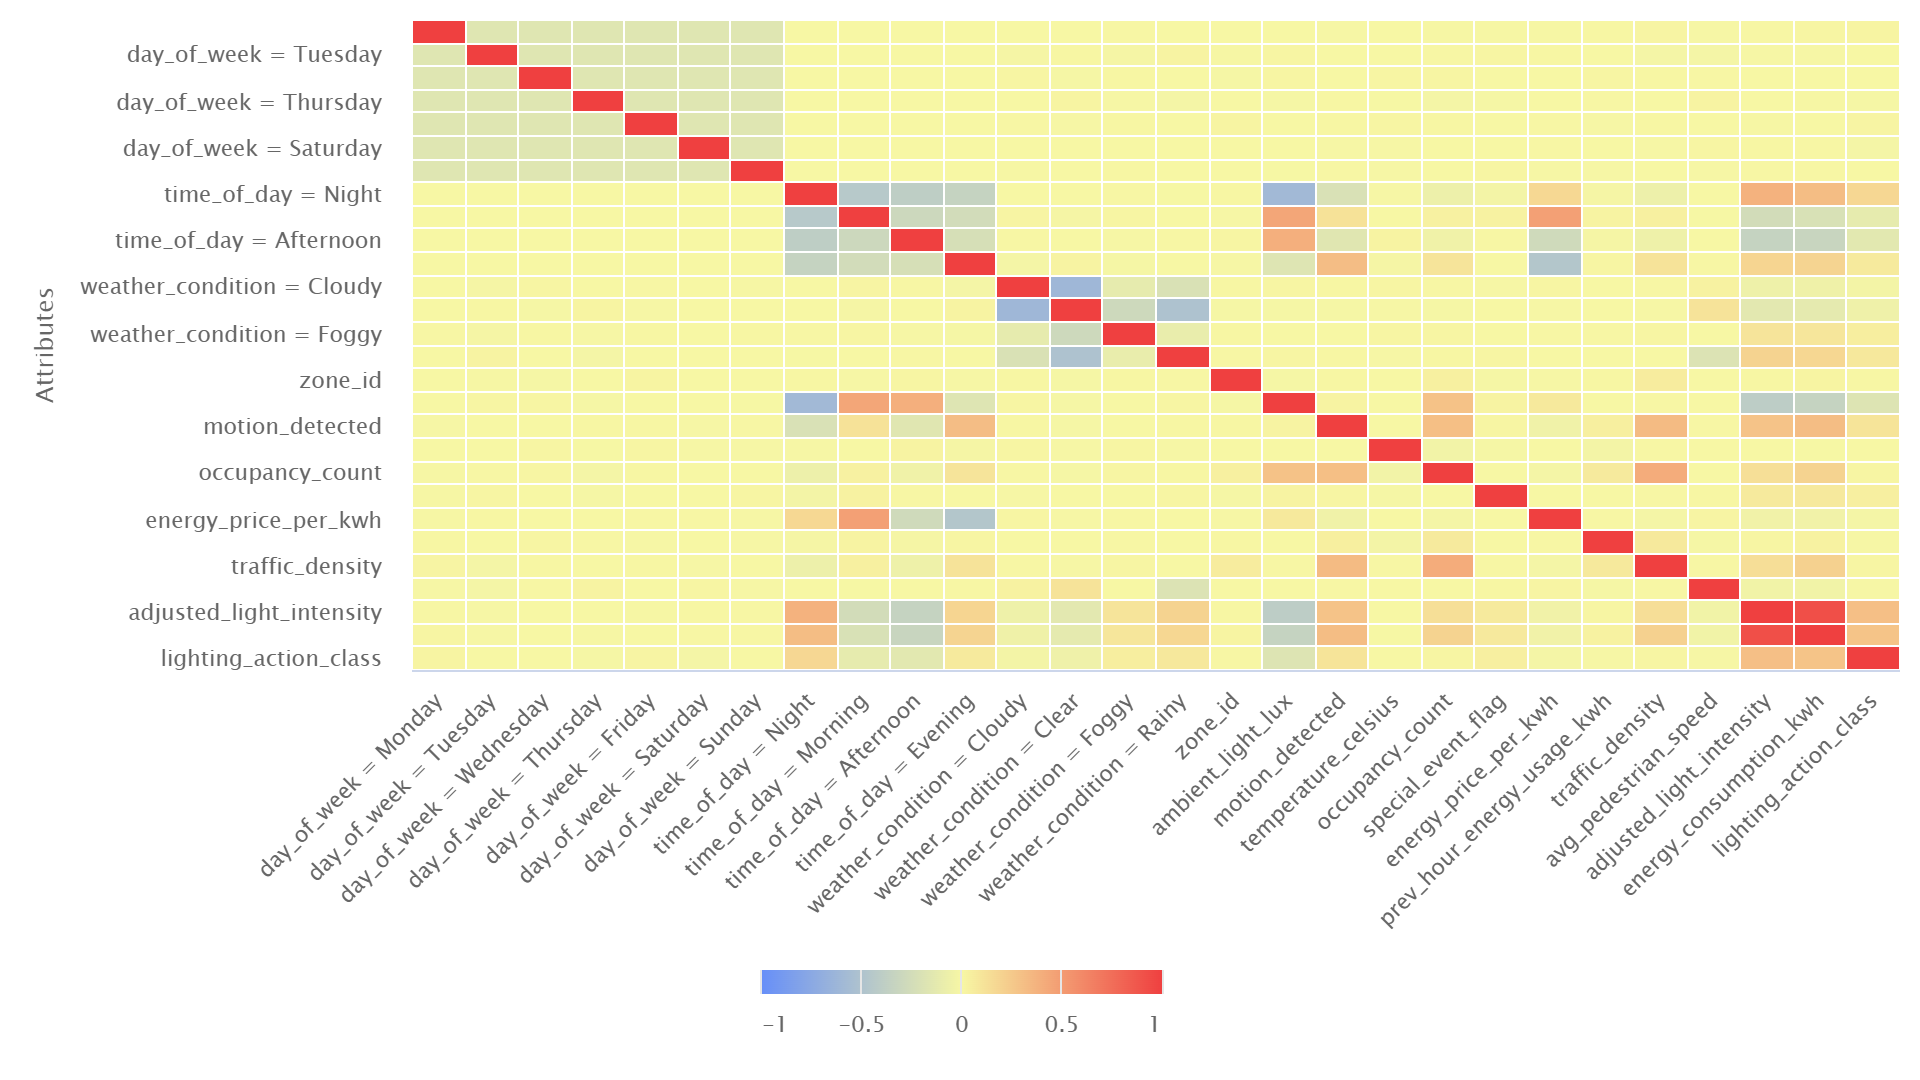 Attributes
day_of_week = Tuesday
day_of_week = Thursday
day_of_week = Saturday
time_of_day = Night
time_of_day = Afternoon
weather_condition = Cloudy
weather_condition = Foggy
zone_id
motion_detected
occupancy_count
energy_price_per_kwh
traffic_density
adjusted_light_intensity
lighting_action_class
day_of_week = Monday
day_of_week = Tuesday
day_of_week = Wednesday
day_of_week = Thursday
day_of_week = Friday
day_of_week = Saturday
day_of_week = Sunday
time_of_day = Night
time_of_day = Morning
time_of_day = Afternoon
time_of_day = Evening
weather_condition = Cloudy
weather_condition = Clear
weather_condition = Foggy
weather_condition = Rainy
zone_id
ambient_light_lux
motion_detected
temperature_celsius
occupancy_count
special_event_flag
energy_price_per_kwh
prev_hour_energy_usage_kwh
traffic_density
avg_pedestrian_speed
adjusted_light_intensity
energy_consumption_kwh
lighting_action_class
-1 -0.5 0 0.5 1